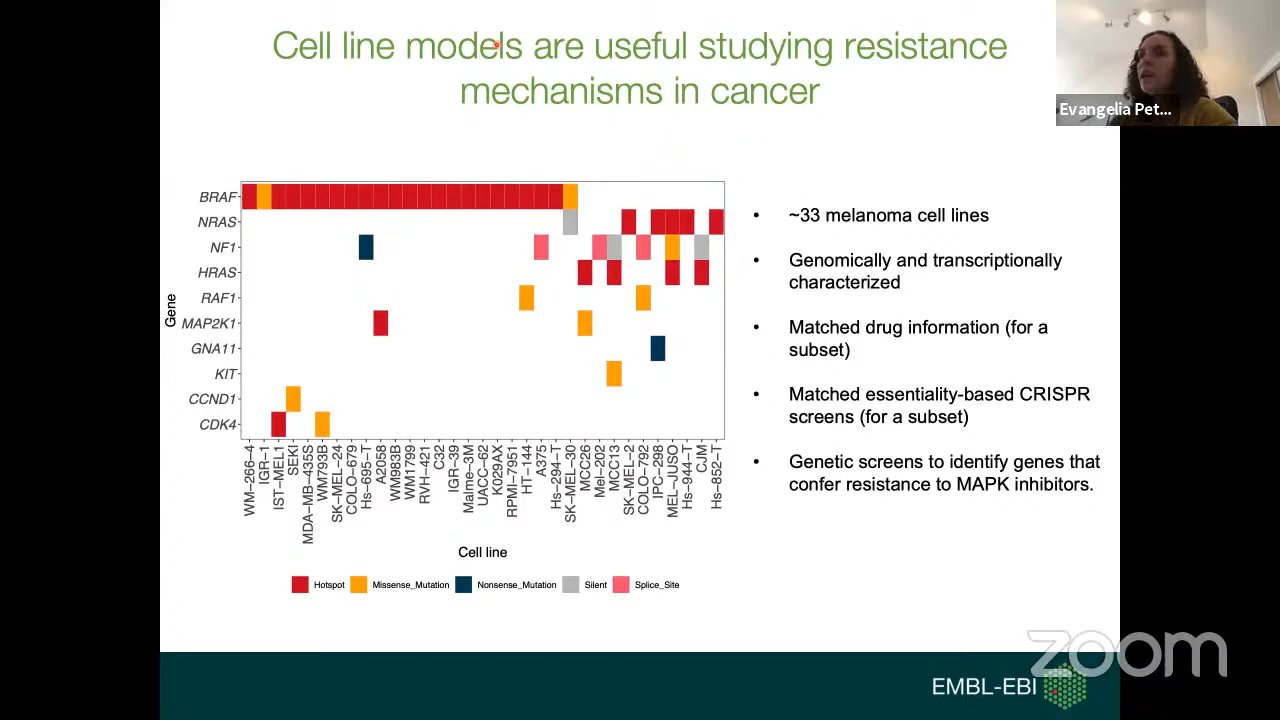 Cell line models are useful studying resistance
mechanisms in cancer
Evangelia Pet...
BRAF
NRAS
NF1
HRAS
RAF1
MAP2K1
GNA11
KIT
CCND1
CDK4
Gene
WM-266-4
IGR-1
IST-MEL1
SEKI
MDA-MB-435S
WM793B
SK-MEL-24
COLO-679
Hs-695-T
A2058
WM983B
WM1799
RVH-421
C32
IGR-39
Malme-3M
UACC-62
K029AX
RPMI-7951
HT-144
A375
Hs-294-T
SK-MEL-30
MCC26
Mel-202
MCC13
SK-MEL-2
COLO-792
IPC-298
MEL-JUSO
Hs-944-T
CJM
Hs-852-T
Cell line
Hotspot Missense_Mutation Nonsense_Mutation Silent Splice_Site
• ~33 melanoma cell lines
• Genomically and transcriptionally
characterized
• Matched drug information (for a
subset)
• Matched essentiality-based CRISPR
screens (for a subset)
• Genetic screens to identify genes that
confer resistance to MAPK inhibitors.
zoom
EMBL-EBI